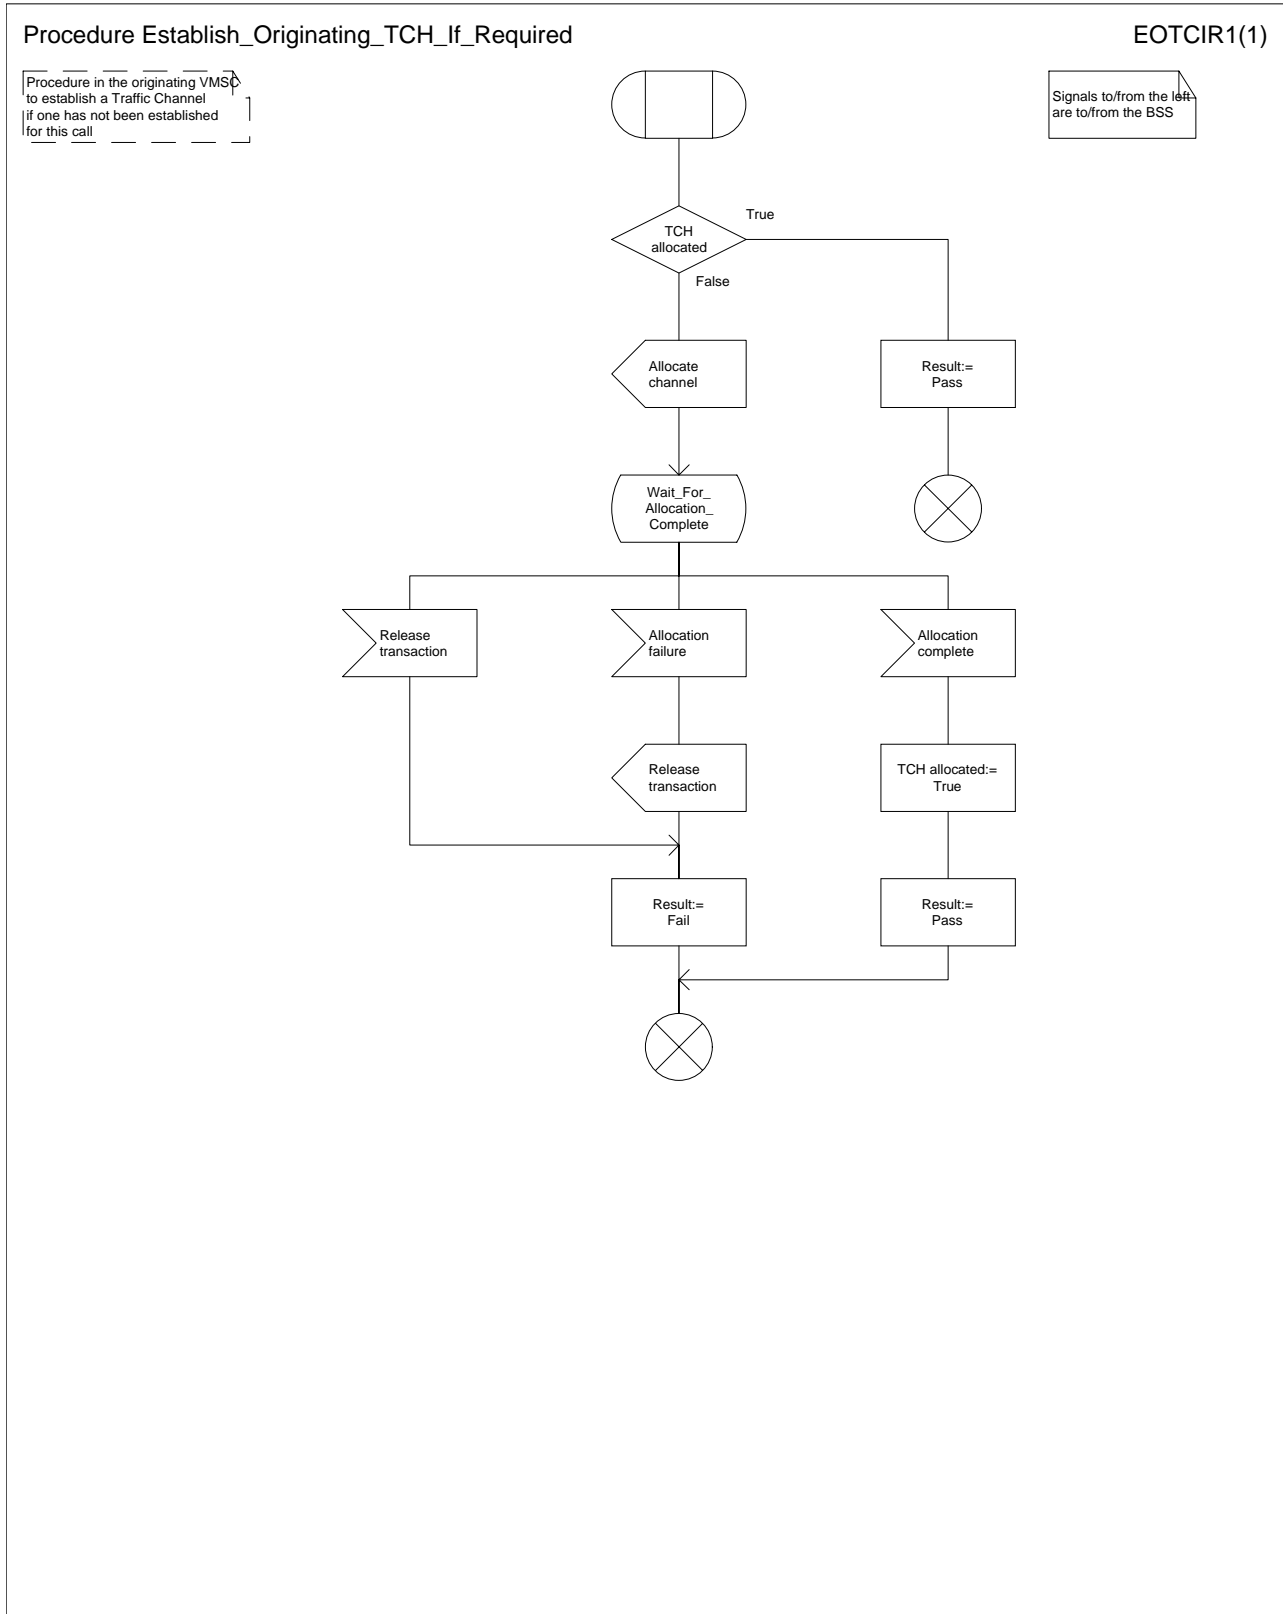 Procedure Establish_Originating_TCH_If_Required
EOTCIR1(1)
Procedure in the originating VMSC
to establish a Traffic Channel
if one has not been established
for this call
Signals to/from the left
are to/from the BSS
TCH
allocated
True
False
Allocate
channel
Result:=
Pass
Wait_For_
Allocation_
Complete
Release
transaction
Allocation
failure
Allocation
complete
Release
transaction
TCH allocated:=
True
Result:=
Fail
Result:=
Pass